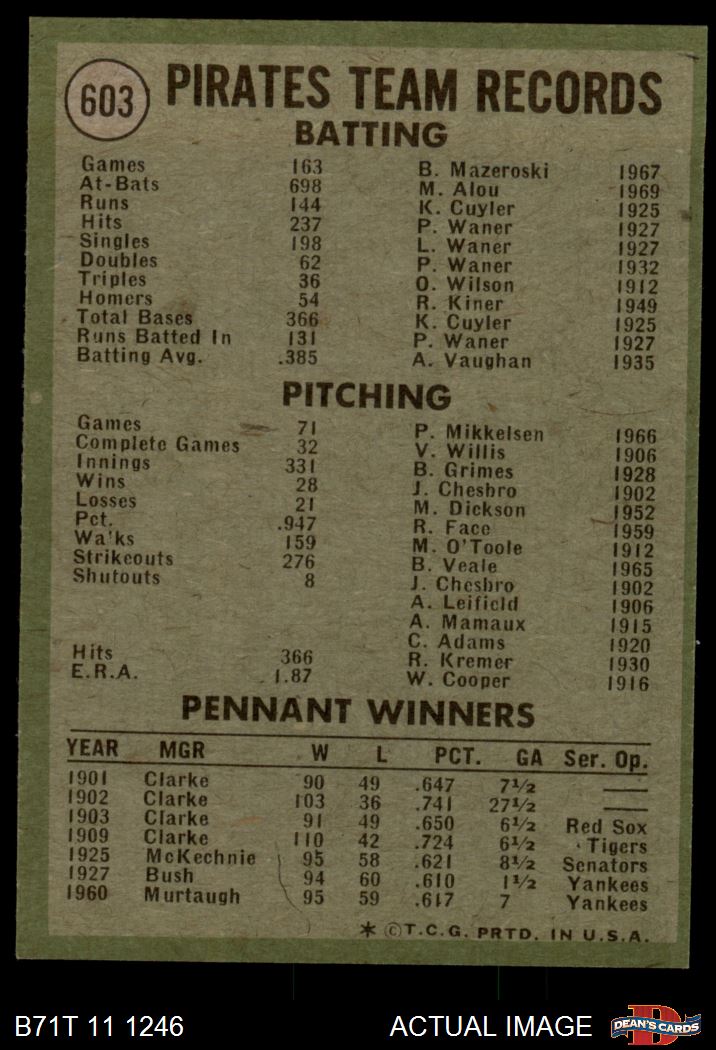 603 PIRATES TEAM RECORDS
BATTING
Games 163 B. Mazeroski 1967
At-Bats 698 M. Alou 1969
Runs 144 K. Cuyler 1925
Hits 237 P. Waner 1927
Singles 198 L. Waner 1927
Doubles 62 P. Waner 1932
Triples 36 O. Wilson 1912
Homers 54 R. Kiner 1949
Total Bases 366 K. Cuyler 1925
Runs Batted In 131 P. Waner 1927
Batting Avg. .385 A. Vaughan 1935
PITCHING
Games 71 P. Mikkelsen 1966
Complete Games 32 V. Willis 1906
Innings 331 B. Grimes 1928
Wins 28 J. Chesbro 1902
Losses 21 M. Dickson 1952
Pct. .947 R. Face 1959
Wa'ks 159 M. O'Toole 1912
Strikeouts 276 B. Veale 1965
Shutouts 8 J. Chesbro 1902
A. Leifield 1906
A. Mamaux 1915
C. Adams 1920
Hits 366 R. Kremer 1930
E.R.A. 1.87 W. Cooper 1916
PENNANT WINNERS
YEAR MGR W L PCT. GA Ser. Op.
1901 Clarke 90 49 .647 7½ —
1902 Clarke 103 36 .741 27½ —
1903 Clarke 91 49 .650 6½ Red Sox
1909 Clarke 110 42 .724 6½ Tigers
1925 McKechnie 95 58 .621 8½ Senators
1927 Bush 94 60 .610 1½ Yankees
1960 Murtaugh 95 59 .617 7 Yankees
* ©T.C.G. PRTD. IN U.S.A.
B71T 11 1246 ACTUAL IMAGE D DEAN'S CARDS